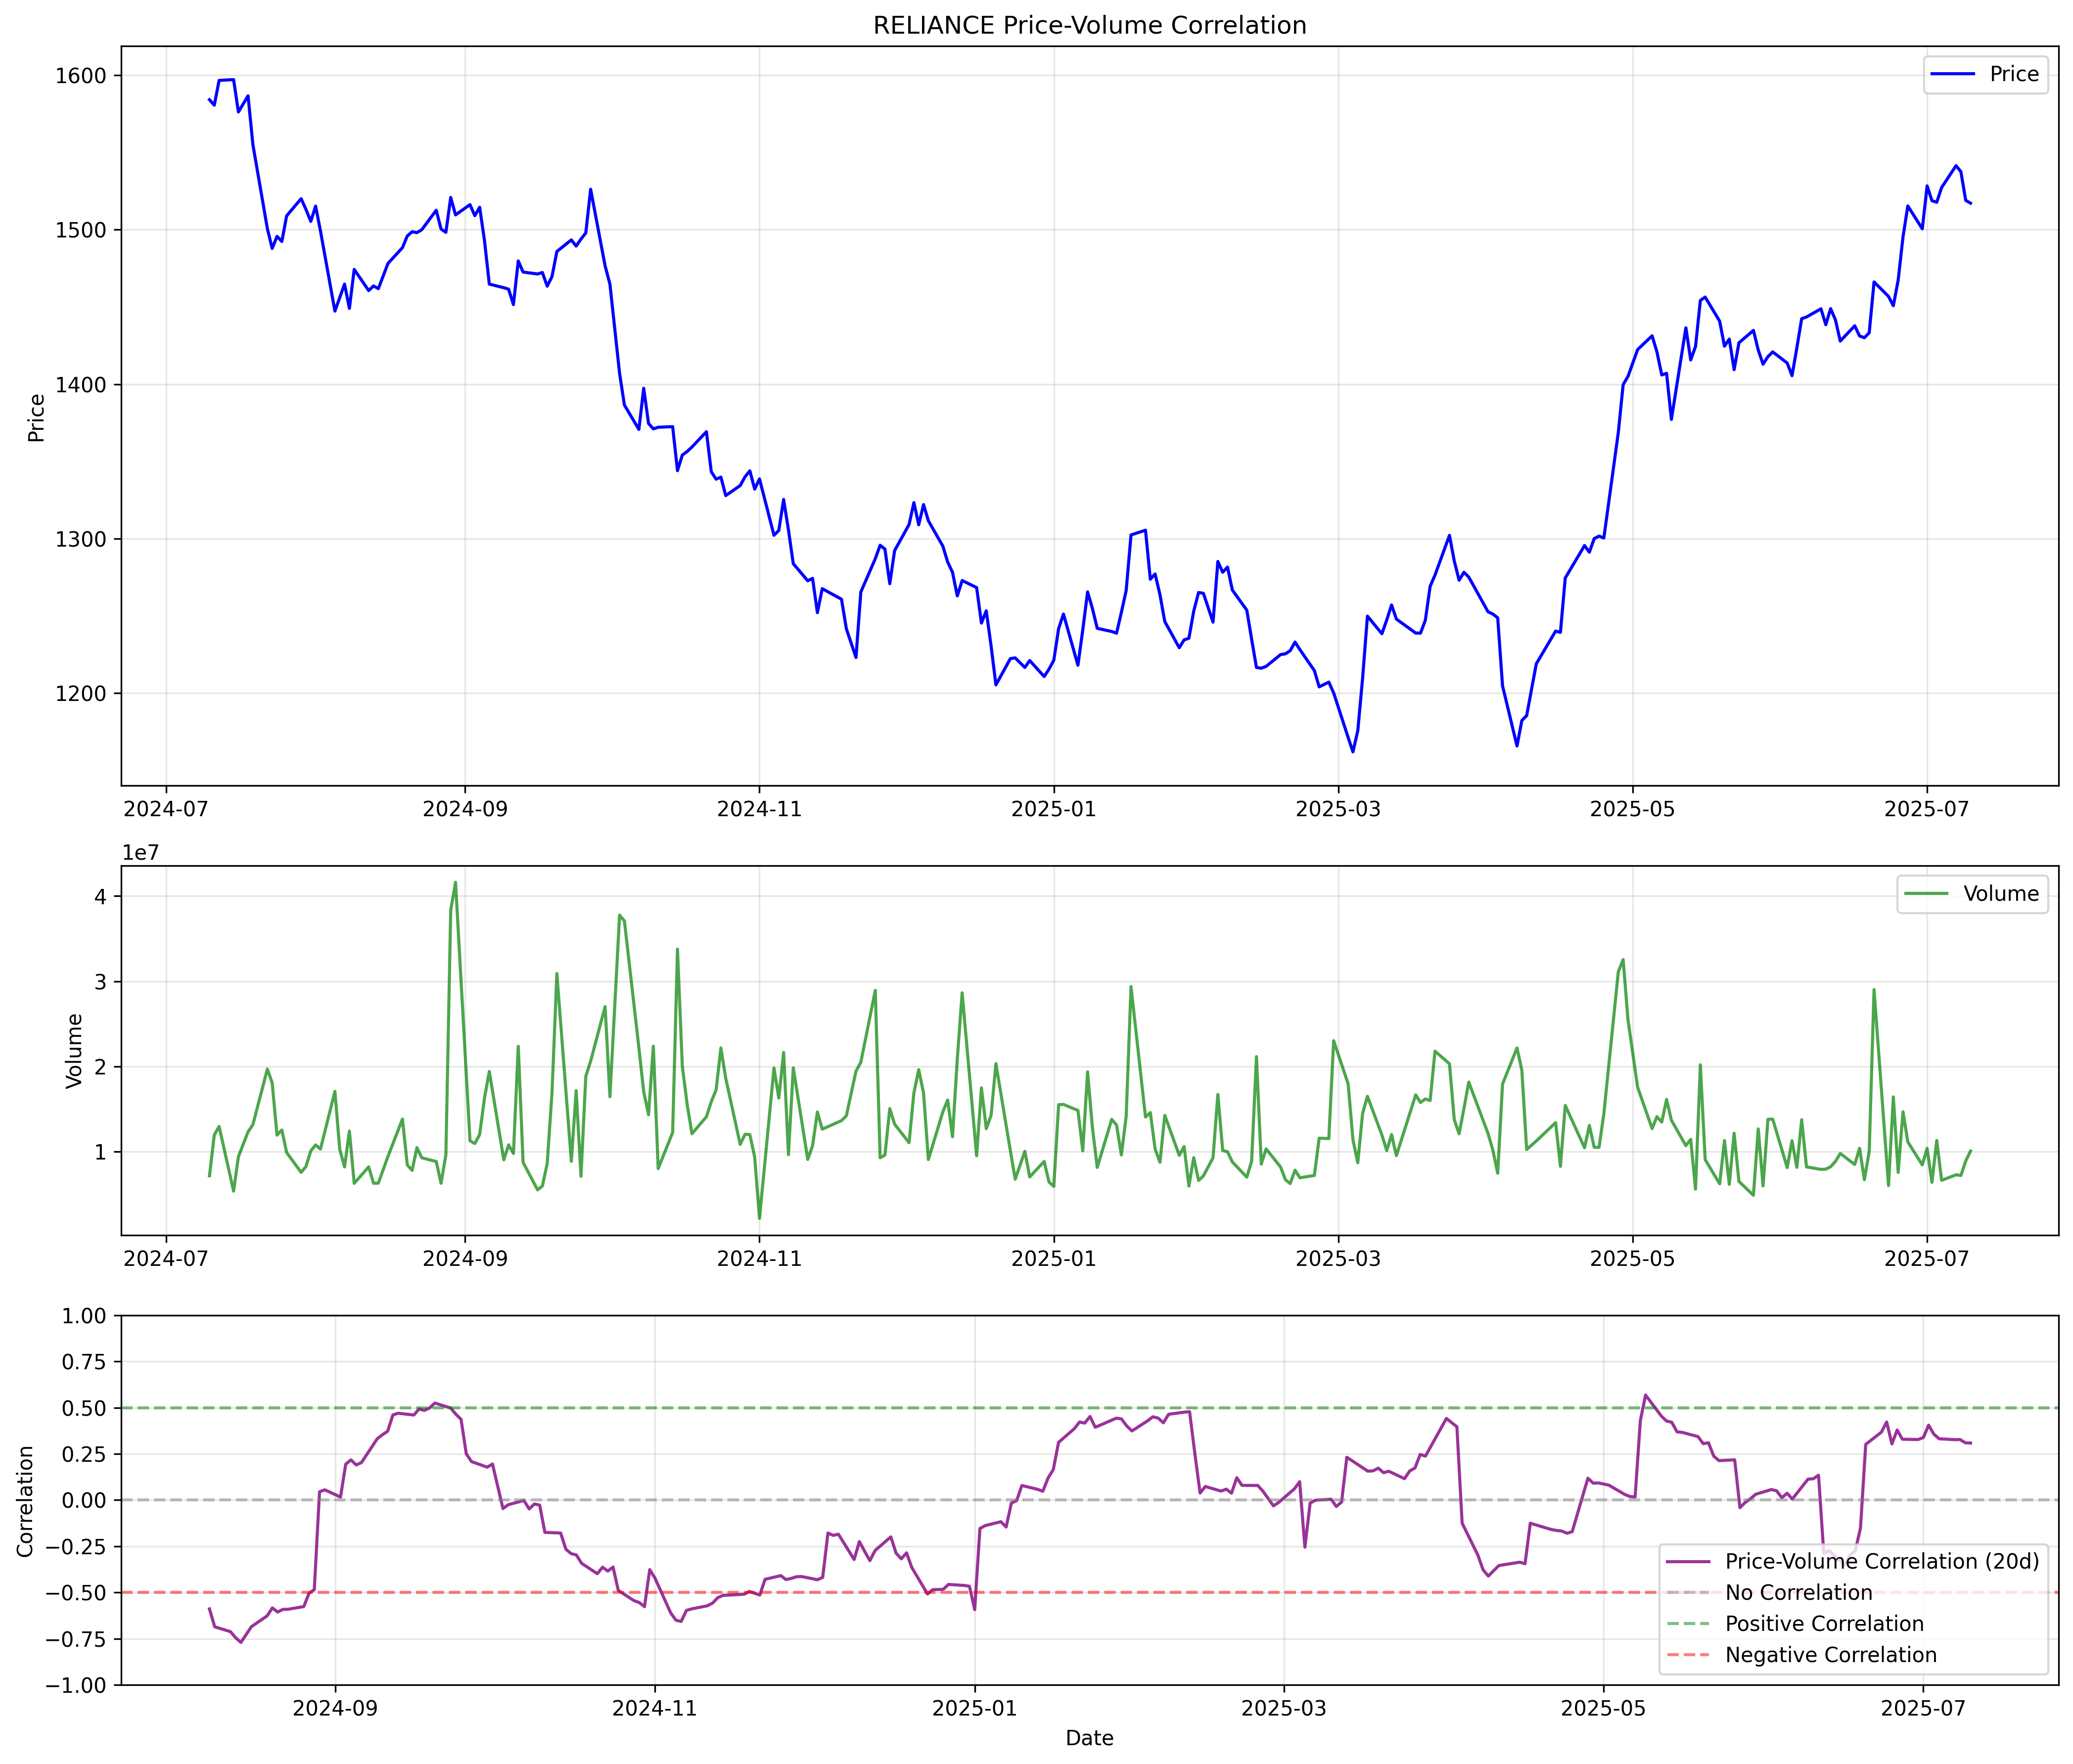 RELIANCE Price-Volume Correlation
Price
1600
1500
1400
1300
1200
Price
2024-07 2024-09 2024-11 2025-01 2025-03 2025-05 2025-07
1e7
Volume
4
3
2
1
Volume
2024-07 2024-09 2024-11 2025-01 2025-03 2025-05 2025-07
1.00
0.75
0.50
0.25
0.00
−0.25
−0.50
−0.75
−1.00
Correlation
Price-Volume Correlation (20d)
No Correlation
Positive Correlation
Negative Correlation
2024-09 2024-11 2025-01 2025-03 2025-05 2025-07
Date